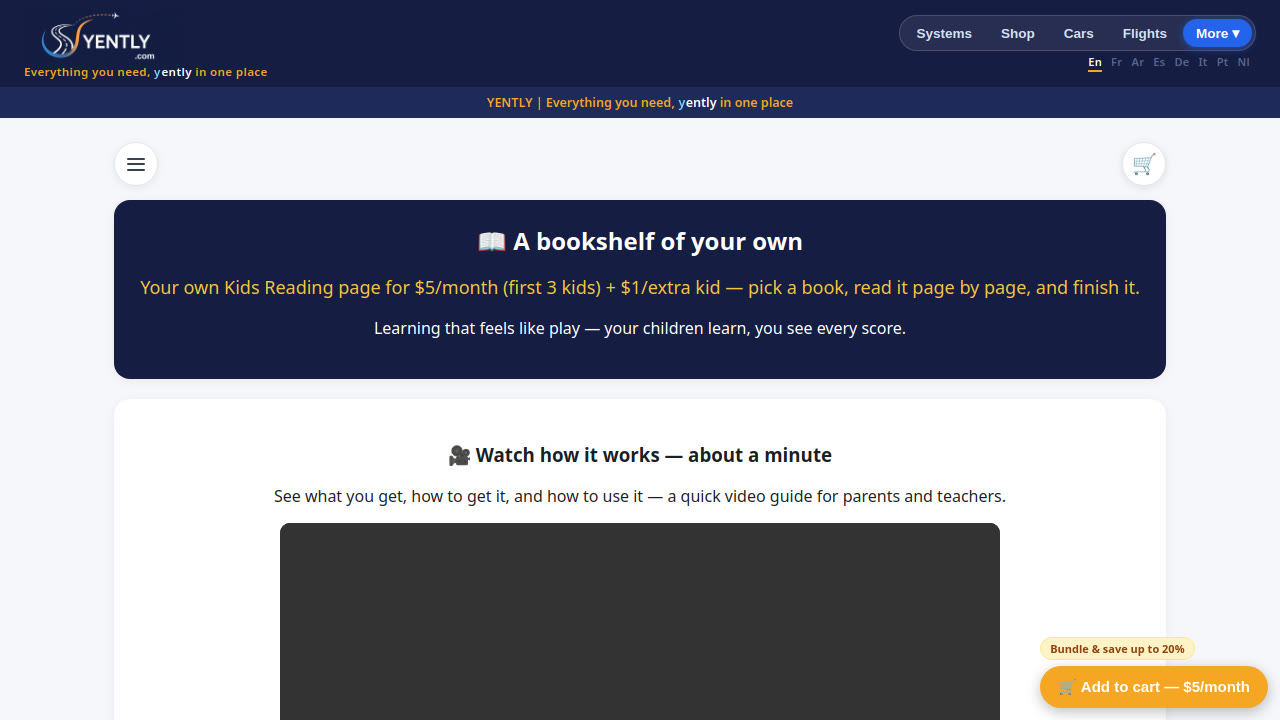 YENTLY
.com
Everything you need, yently in one place
Systems
Shop
Cars
Flights
More ▾
En Fr Ar Es De It Pt Nl
YENTLY | Everything you need, yently in one place
📖 A bookshelf of your own
Your own Kids Reading page for $5/month (first 3 kids) + $1/extra kid — pick a book, read it page by page, and finish it.
Learning that feels like play — your children learn, you see every score.
🎥 Watch how it works — about a minute
See what you get, how to get it, and how to use it — a quick video guide for parents and teachers.
Bundle & save up to 20%
🛒 Add to cart — $5/month